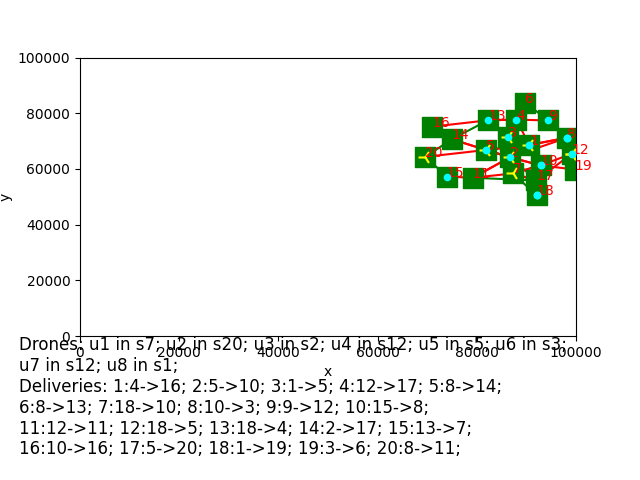 100000
80000
60000
40000
20000
0
y
0 20000 40000 60000 80000 100000
x
6
16
3
14
12
19
18
Drones: u1 in s7; u2 in s20; u3 in s2; u4 in s12; u5 in s5; u6 in s3;
u7 in s12; u8 in s1;
Deliveries: 1:4->16; 2:5->10; 3:1->5; 4:12->17; 5:8->14;
6:8->13; 7:18->10; 8:10->3; 9:9->12; 10:15->8;
11:12->11; 12:18->5; 13:18->4; 14:2->17; 15:13->7;
16:10->16; 17:5->20; 18:1->19; 19:3->6; 20:8->11;